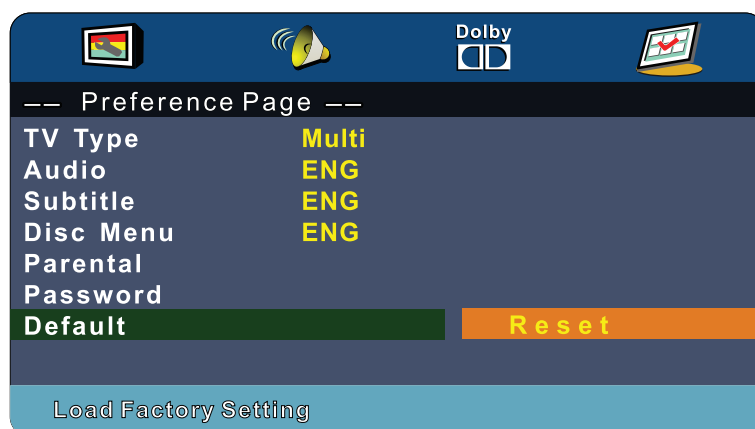 Dolby
-- Preference Page --
TV Type Multi
Audio ENG
Subtitle ENG
Disc Menu ENG
Parental
Password
Default Reset
Load Factory Setting